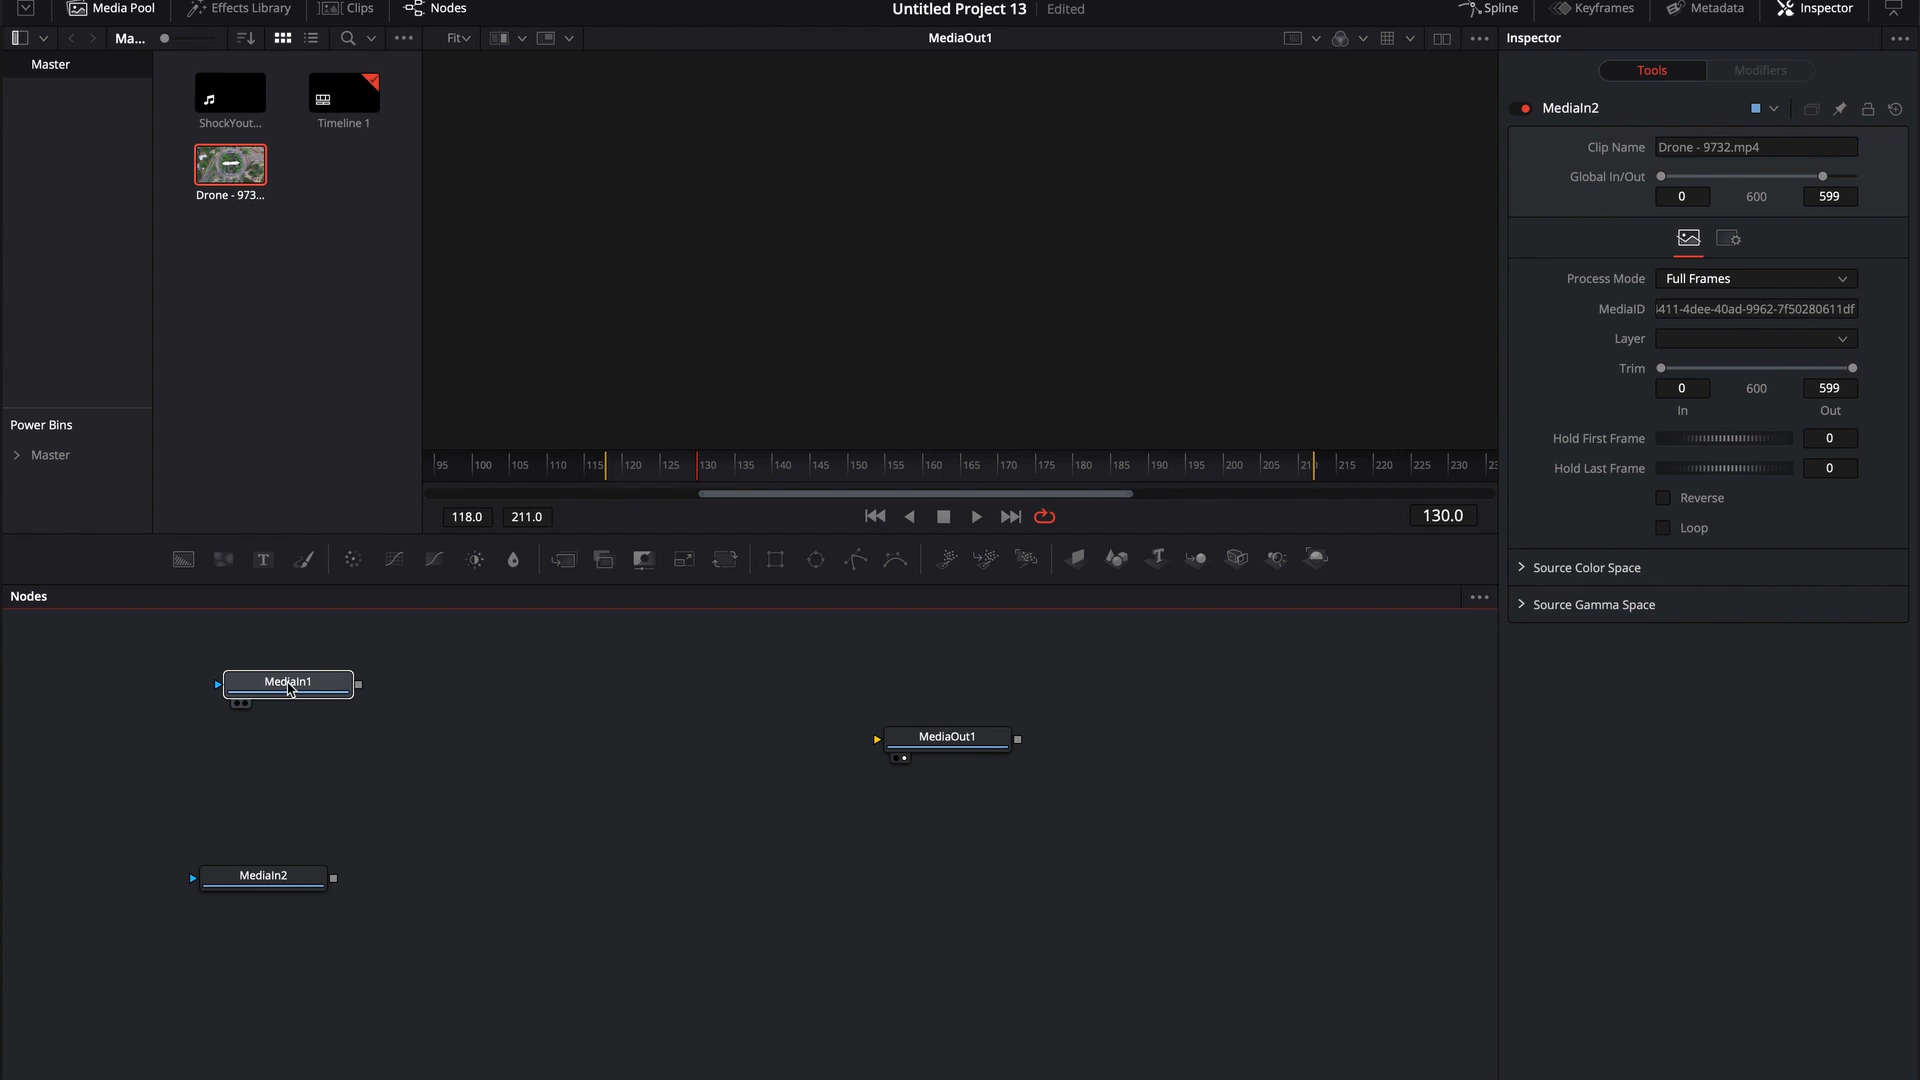 Media Pool Effects Library Clips Nodes Untitled Project 13 Edited Spline Keyframes Metadata Inspector
Ma... Fit MediaOut1 Inspector
Master
Tools Modifiers
ShockYout... Timeline 1
MediaIn2
Clip Name Drone - 9732.mp4
Global In/Out
Drone - 973...
0 600 599
Process Mode Full Frames
MediaID 411-4dee-40ad-9962-7f50280611df
Layer
Trim
0 600 599
In Out
Power Bins
Hold First Frame 0
Master
95 100 105 110 115 120 125 130 135 140 145 150 155 160 165 170 175 180 185 190 195 200 205 21 215 220 225 230
Hold Last Frame 0
Reverse
118.0 211.0 130.0
Loop
Source Color Space
Nodes
Source Gamma Space
MediaIn1
MediaOut1
MediaIn2